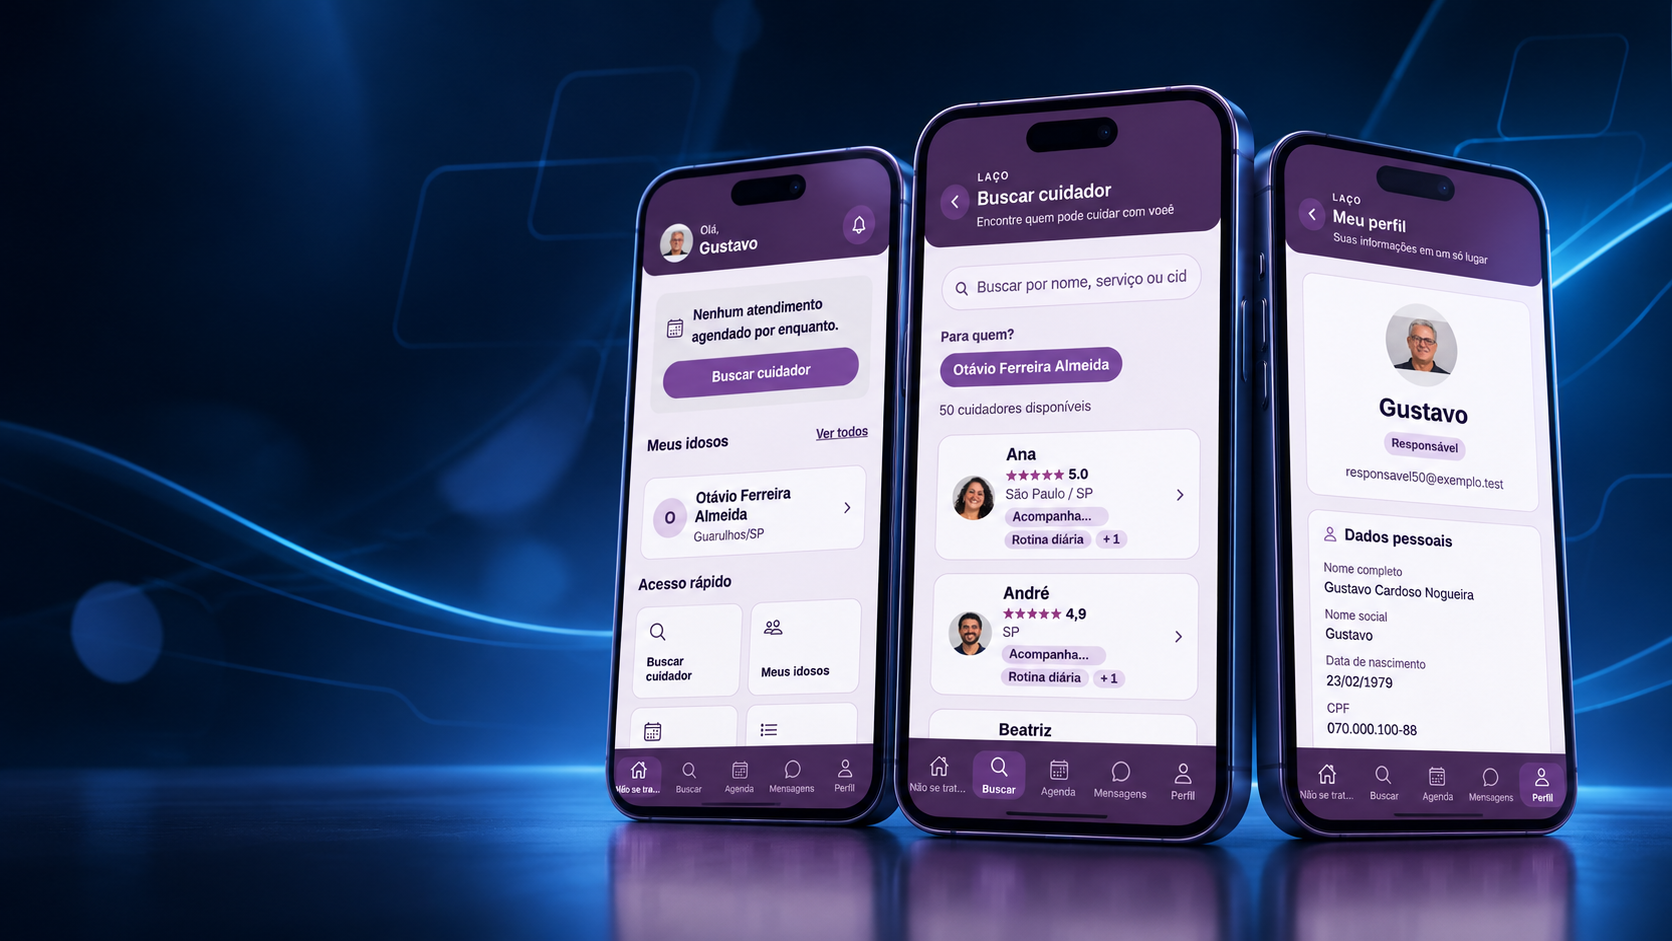 Olá,
Gustavo
Nenhum atendimento
agendado por enquanto.
Buscar cuidador
Meus idosos
Ver todos
O
Otávio Ferreira
Almeida
Guarulhos/SP
Acesso rápido
Buscar
cuidador
Meus idosos
Não se tra...
Buscar
Agenda
Mensagens
Perfil
LAÇO
Buscar cuidador
Encontre quem pode cuidar com voeê
Buscar por nome, serviço ou cid
Para quem?
Otávio Ferreira Almeida
50 cuidadores disponíveis
Ana
★★★★★ 5.0
São Paulo / SP
Acompanha...
Rotina diária
+ 1
André
★★★★★ 4,9
SP
Acompanha...
Rotina diária
+ 1
Beatriz
Não se trat...
Buscar
Agenda
Mensagens
Perfil
LAÇO
Meu perfil
Suas informações em om só lugar
Gustavo
Responsável
responsavel50@exemplo.test
Dados pessoais
Nome completo
Gustavo Cardoso Nogueira
Nome social
Gustavo
Data de nascimento
23/02/1979
CPF
070.000.100-88
Não se trat...
Buscar
Agenda
Mensagens
Perfil